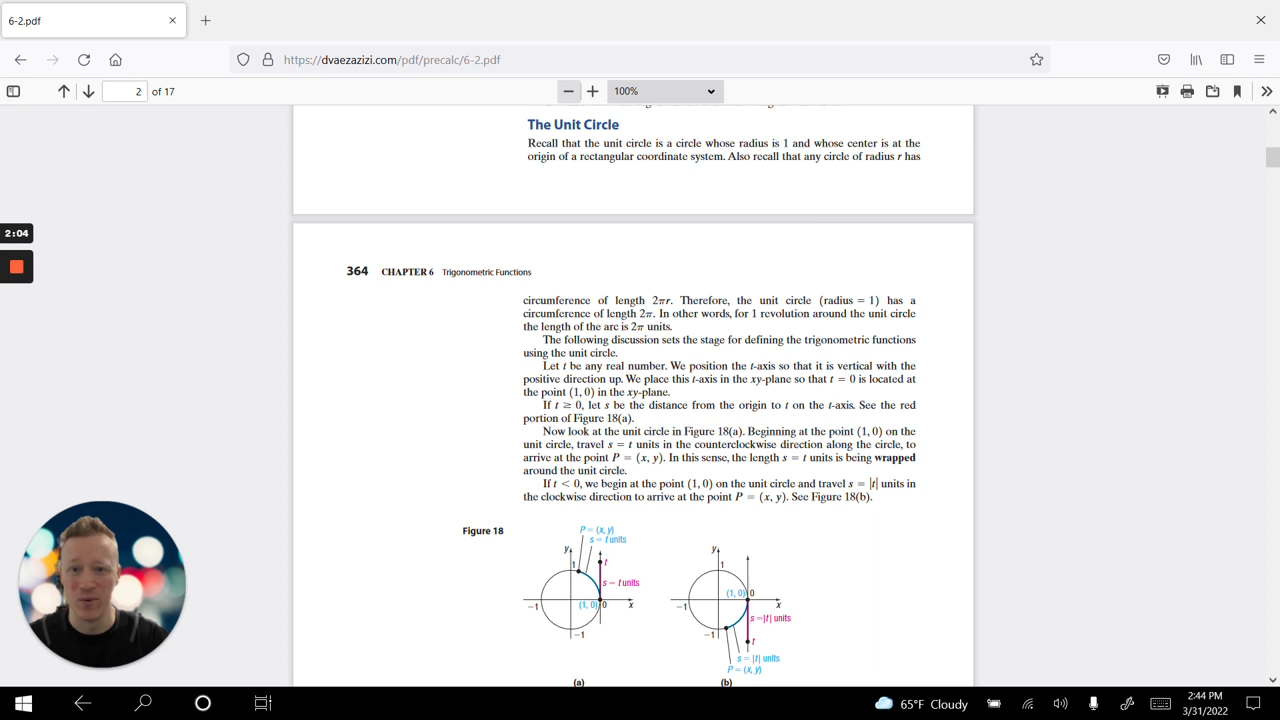 6-2.pdf
https://dvaezazizi.com/pdf/precalc/6-2.pdf
2 of 17
100%
The Unit Circle
Recall that the unit circle is a circle whose radius is 1 and whose center is at the
origin of a rectangular coordinate system. Also recall that any circle of radius r has
2:04
364 CHAPTER 6 Trigonometric Functions
circumference of length 2πr. Therefore, the unit circle (radius = 1) has a
circumference of length 2π. In other words, for 1 revolution around the unit circle
the length of the arc is 2π units.
The following discussion sets the stage for defining the trigonometric functions
using the unit circle.
Let t be any real number. We position the t-axis so that it is vertical with the
positive direction up. We place this t-axis in the xy-plane so that t = 0 is located at
the point (1, 0) in the xy-plane.
If t ≥ 0, let s be the distance from the origin to t on the t-axis. See the red
portion of Figure 18(a).
Now look at the unit circle in Figure 18(a). Beginning at the point (1, 0) on the
unit circle, travel s = t units in the counterclockwise direction along the circle, to
arrive at the point P = (x, y). In this sense, the length s = t units is being wrapped
around the unit circle.
If t < 0, we begin at the point (1, 0) on the unit circle and travel s = |t| units in
the clockwise direction to arrive at the point P = (x, y). See Figure 18(b).
Figure 18
P = (x, y)
s = t units
y
1
t
s = t units
−1
(1, 0)
0
x
−1
(a)
y
1
(1, 0)
0
−1
x
s = |t| units
−1
t
s = |t| units
P = (x, y)
(b)
65°F Cloudy
2:44 PM
3/31/2022